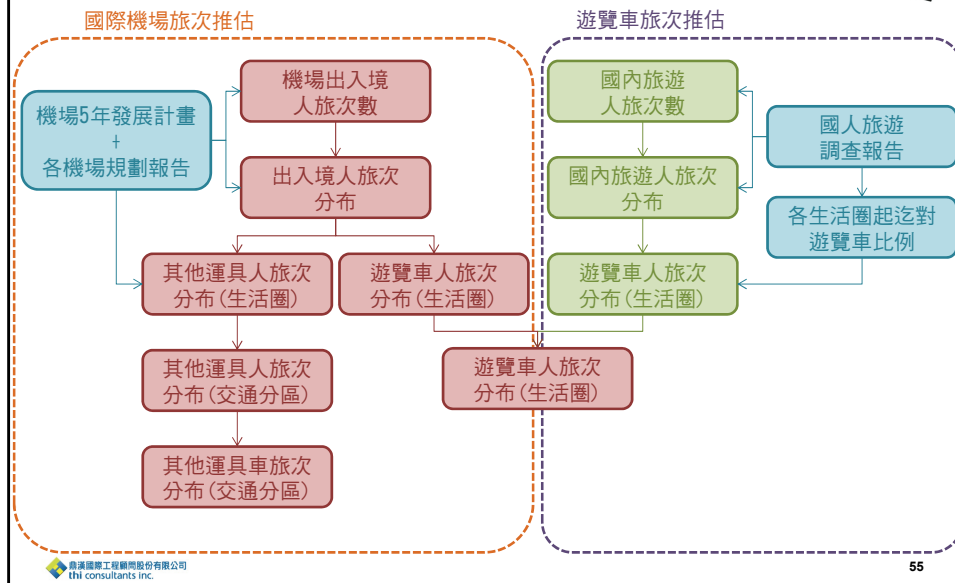 國際機場旅次推估
遊覽車旅次推估
機場5年發展計畫
+
各機場規劃報告
機場出入境
人旅次數
出入境人旅次
分布
其他運具人旅次
分布(生活圈)
遊覽車人旅次
分布(生活圈)
其他運具人旅次
分布(交通分區)
其他運具車旅次
分布(交通分區)
國內旅遊
人旅次數
國內旅遊人旅次
分布
遊覽車人旅次
分布(生活圈)
國人旅遊
調查報告
各生活圈起迄對
遊覽車比例
遊覽車人旅次
分布(生活圈)
鼎漢國際工程顧問股份有限公司
thi consultants inc.
55